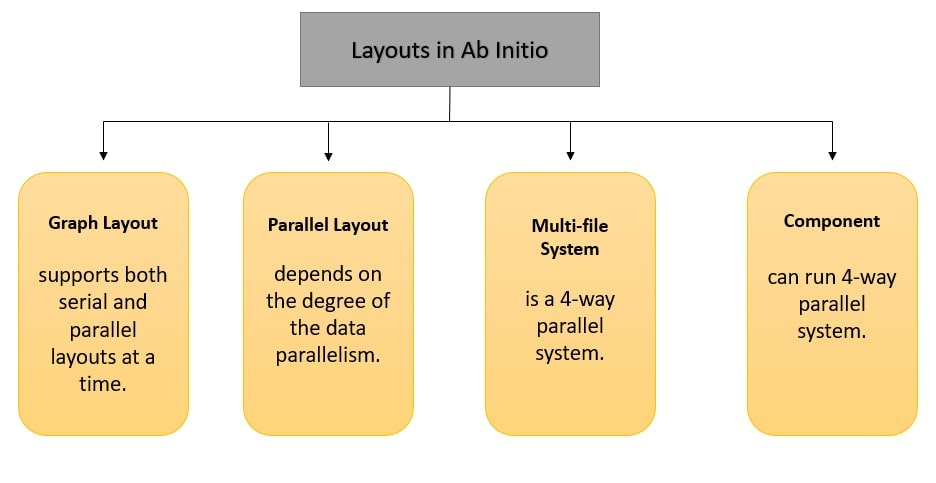 Layouts in Ab Initio
Graph Layout
supports both
serial and
parallel
layouts at a
time.
Parallel Layout
depends on
the degree of
the data
parallelism.
Multi-file
System
is a 4-way
parallel
system.
Component
can run 4-way
parallel
system.